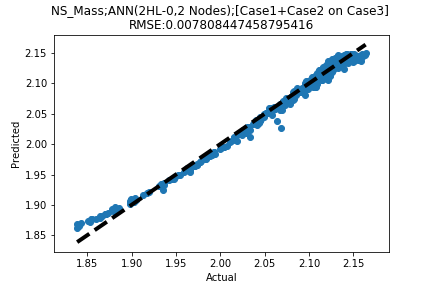 NS_Mass;ANN(2HL-0,2 Nodes);[Case1+Case2 on Case3]
RMSE:0.007808447458795416
2.15
2.10
2.05
2.00
1.95
1.90
1.85
Predicted
1.85 1.90 1.95 2.00 2.05 2.10 2.15
Actual